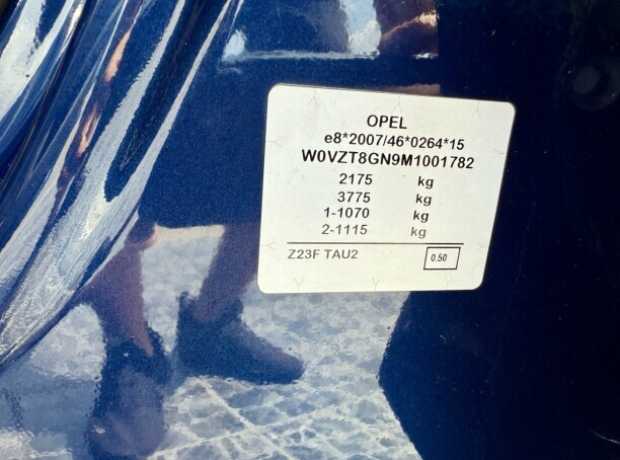 OPEL
e8*2007/46*0264*15
W0VZT8GN9M1001782
2175 kg
3775 kg
1-1070 kg
2-1115 kg
Z23F TAU2 0.50